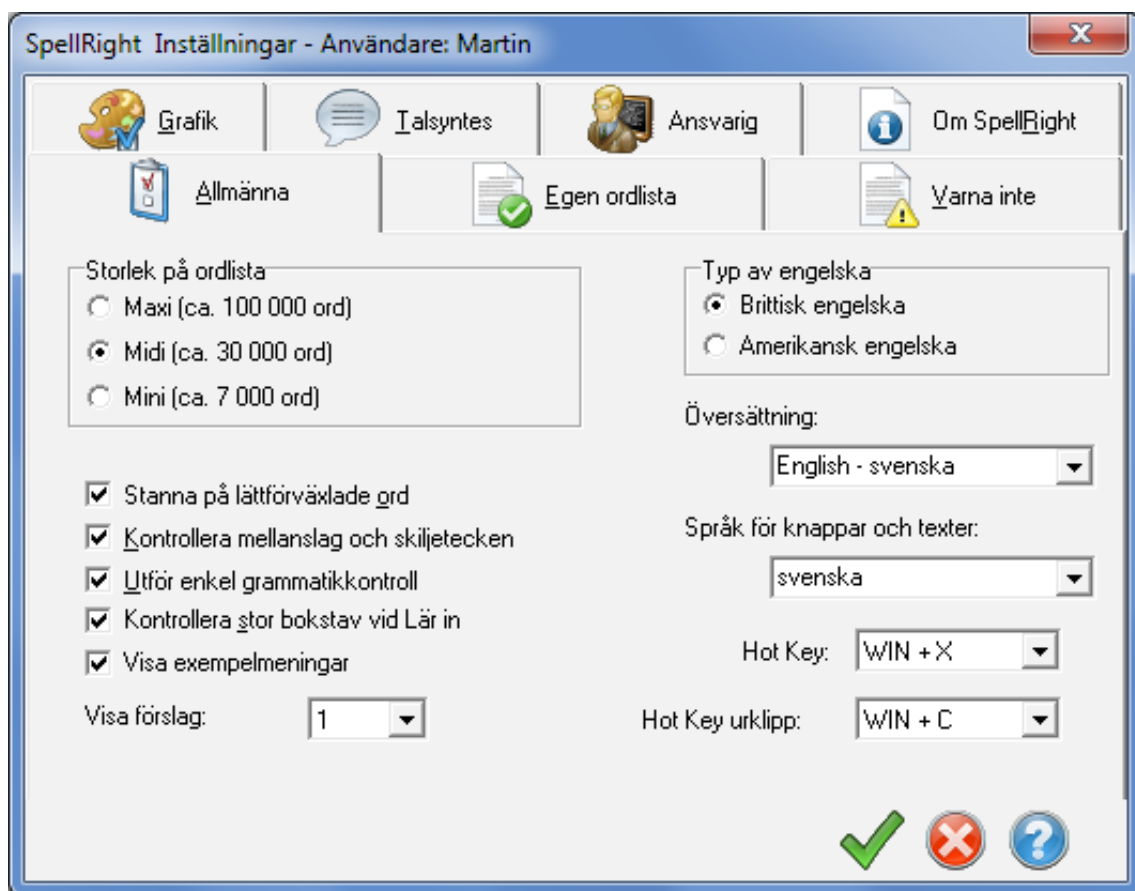 SpellRight Inställningar - Användare: Martin
Grafik
Talsyntes
Ansvarig
Om SpellRight
Allmänna
Egen ordlista
Varna inte
Storlek på ordlista
Maxi (ca. 100 000 ord)
Midi (ca. 30 000 ord)
Mini (ca. 7 000 ord)
Typ av engelska
Brittisk engelska
Amerikansk engelska
Översättning:
English - svenska
Stanna på lättförväxlade ord
Kontrollera mellanslag och skiljetecken
Utför enkel grammatikkontroll
Kontrollera stor bokstav vid Lär in
Visa exempelmeningar
Visa förslag: 1
Språk för knappar och texter:
svenska
Hot Key: WIN + X
Hot Key urklipp: WIN + C